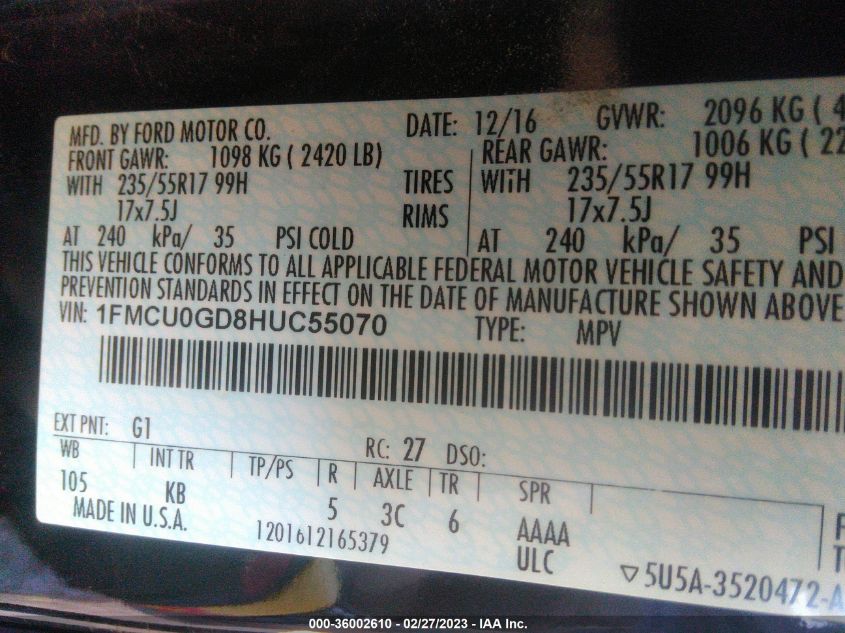 MFD. BY FORD MOTOR CO. DATE: 12/16 GVWR: 2096 KG ( 4
FRONT GAWR: 1098 KG ( 2420 LB) REAR GAWR: 1006 KG ( 22
WITH 235/55R17 99H TIRES WITH 235/55R17 99H
17x7.5J RIMS 17x7.5J
AT 240 kPa/ 35 PSI COLD AT 240 kPa/ 35 PSI
THIS VEHICLE CONFORMS TO ALL APPLICABLE FEDERAL MOTOR VEHICLE SAFETY AND
PREVENTION STANDARDS IN EFFECT ON THE DATE OF MANUFACTURE SHOWN ABOVE
VIN: 1FMCU0GD8HUC55070 TYPE: MPV
EXT PNT: G1 RC: 27 DSO:
WB INT TR TP/PS R AXLE TR SPR
105 KB 5 3C 6 AAAA
MADE IN U.S.A. 1201612165379 ULC
▽5U5A-3520472-A
000-36002610 - 02/27/2023 - IAA Inc.